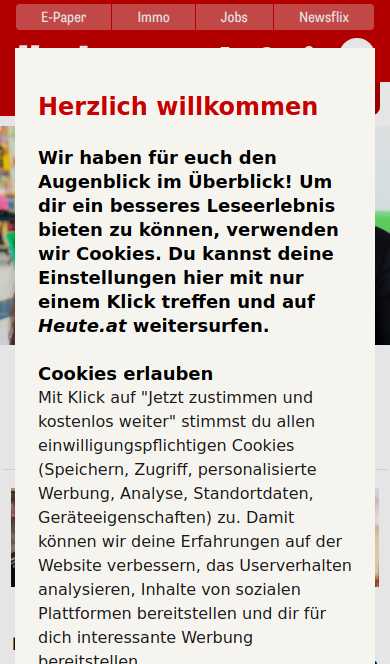 E-Paper
Immo
Jobs
Newsflix
Herzlich willkommen
Wir haben für euch den
Augenblick im Überblick! Um
dir ein besseres Leseerlebnis
bieten zu können, verwenden
wir Cookies. Du kannst deine
Einstellungen hier mit nur
einem Klick treffen und auf
Heute.at weitersurfen.
Cookies erlauben
Mit Klick auf "Jetzt zustimmen und
kostenlos weiter" stimmst du allen
einwilligungspflichtigen Cookies
(Speichern, Zugriff, personalisierte
Werbung, Analyse, Standortdaten,
Geräteeigenschaften) zu. Damit
können wir deine Erfahrungen auf der
Website verbessern, das Userverhalten
analysieren, Inhalte von sozialen
Plattformen bereitstellen und dir für
dich interessante Werbung
bereitstellen